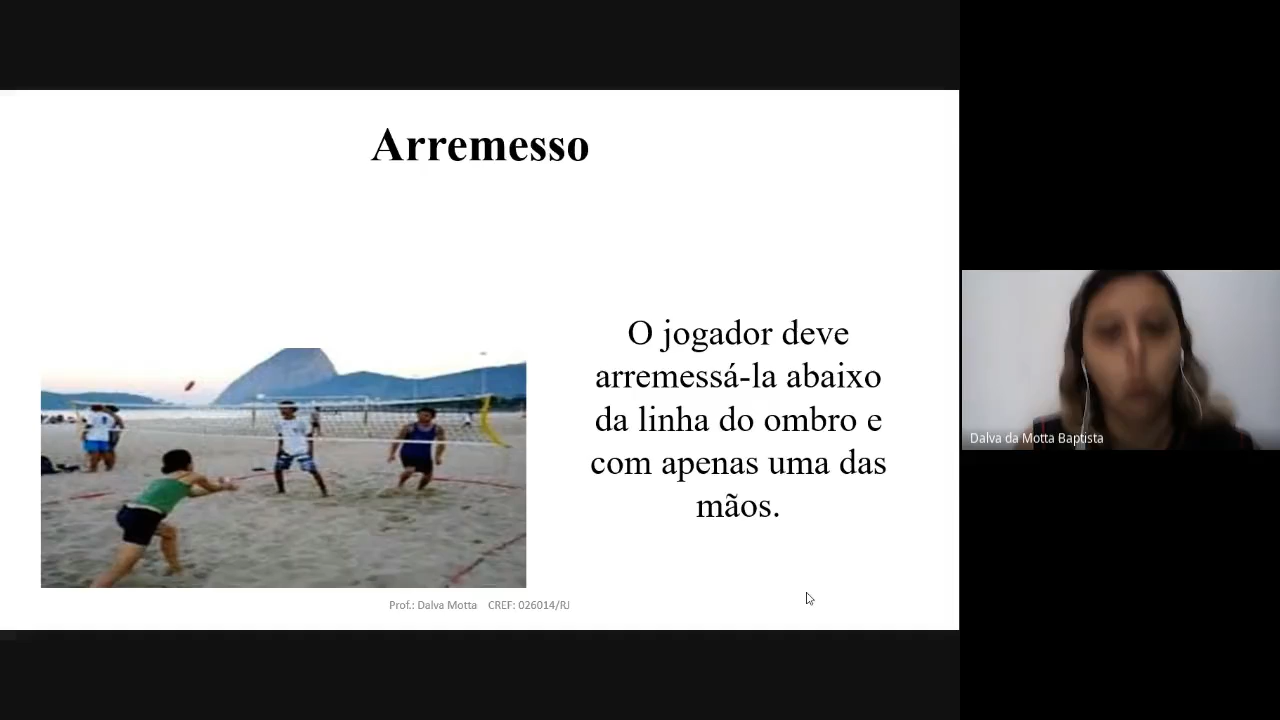 Arremesso
O jogador deve
arremessá-la abaixo
da linha do ombro e
com apenas uma das
mãos.
Prof.: Dalva Motta CREF: 026014/RJ
Dalva da Motta Baptista